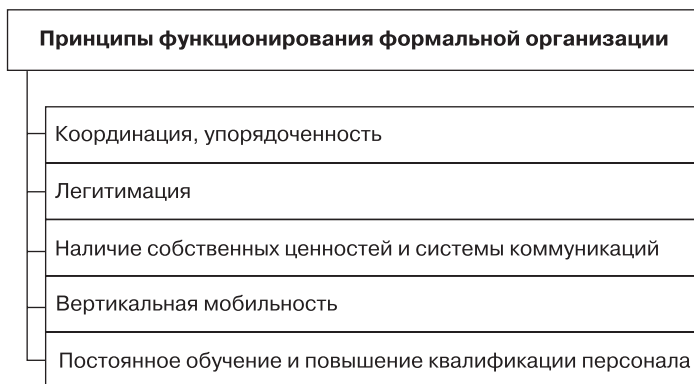 Принципы функционирования формальной организации
Координация, упорядоченность
Легитимация
Наличие собственных ценностей и системы коммуникаций
Вертикальная мобильность
Постоянное обучение и повышение квалификации персонала